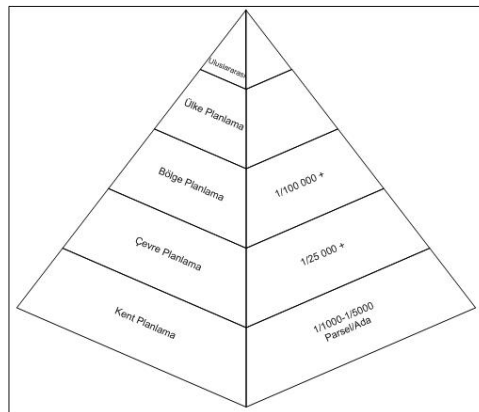 Uluslararası
Ülke Planlama
Bölge Planlama
1/100 000 +
Çevre Planlama
1/25 000 +
Kent Planlama
1/1000-1/5000
Parsel/Ada